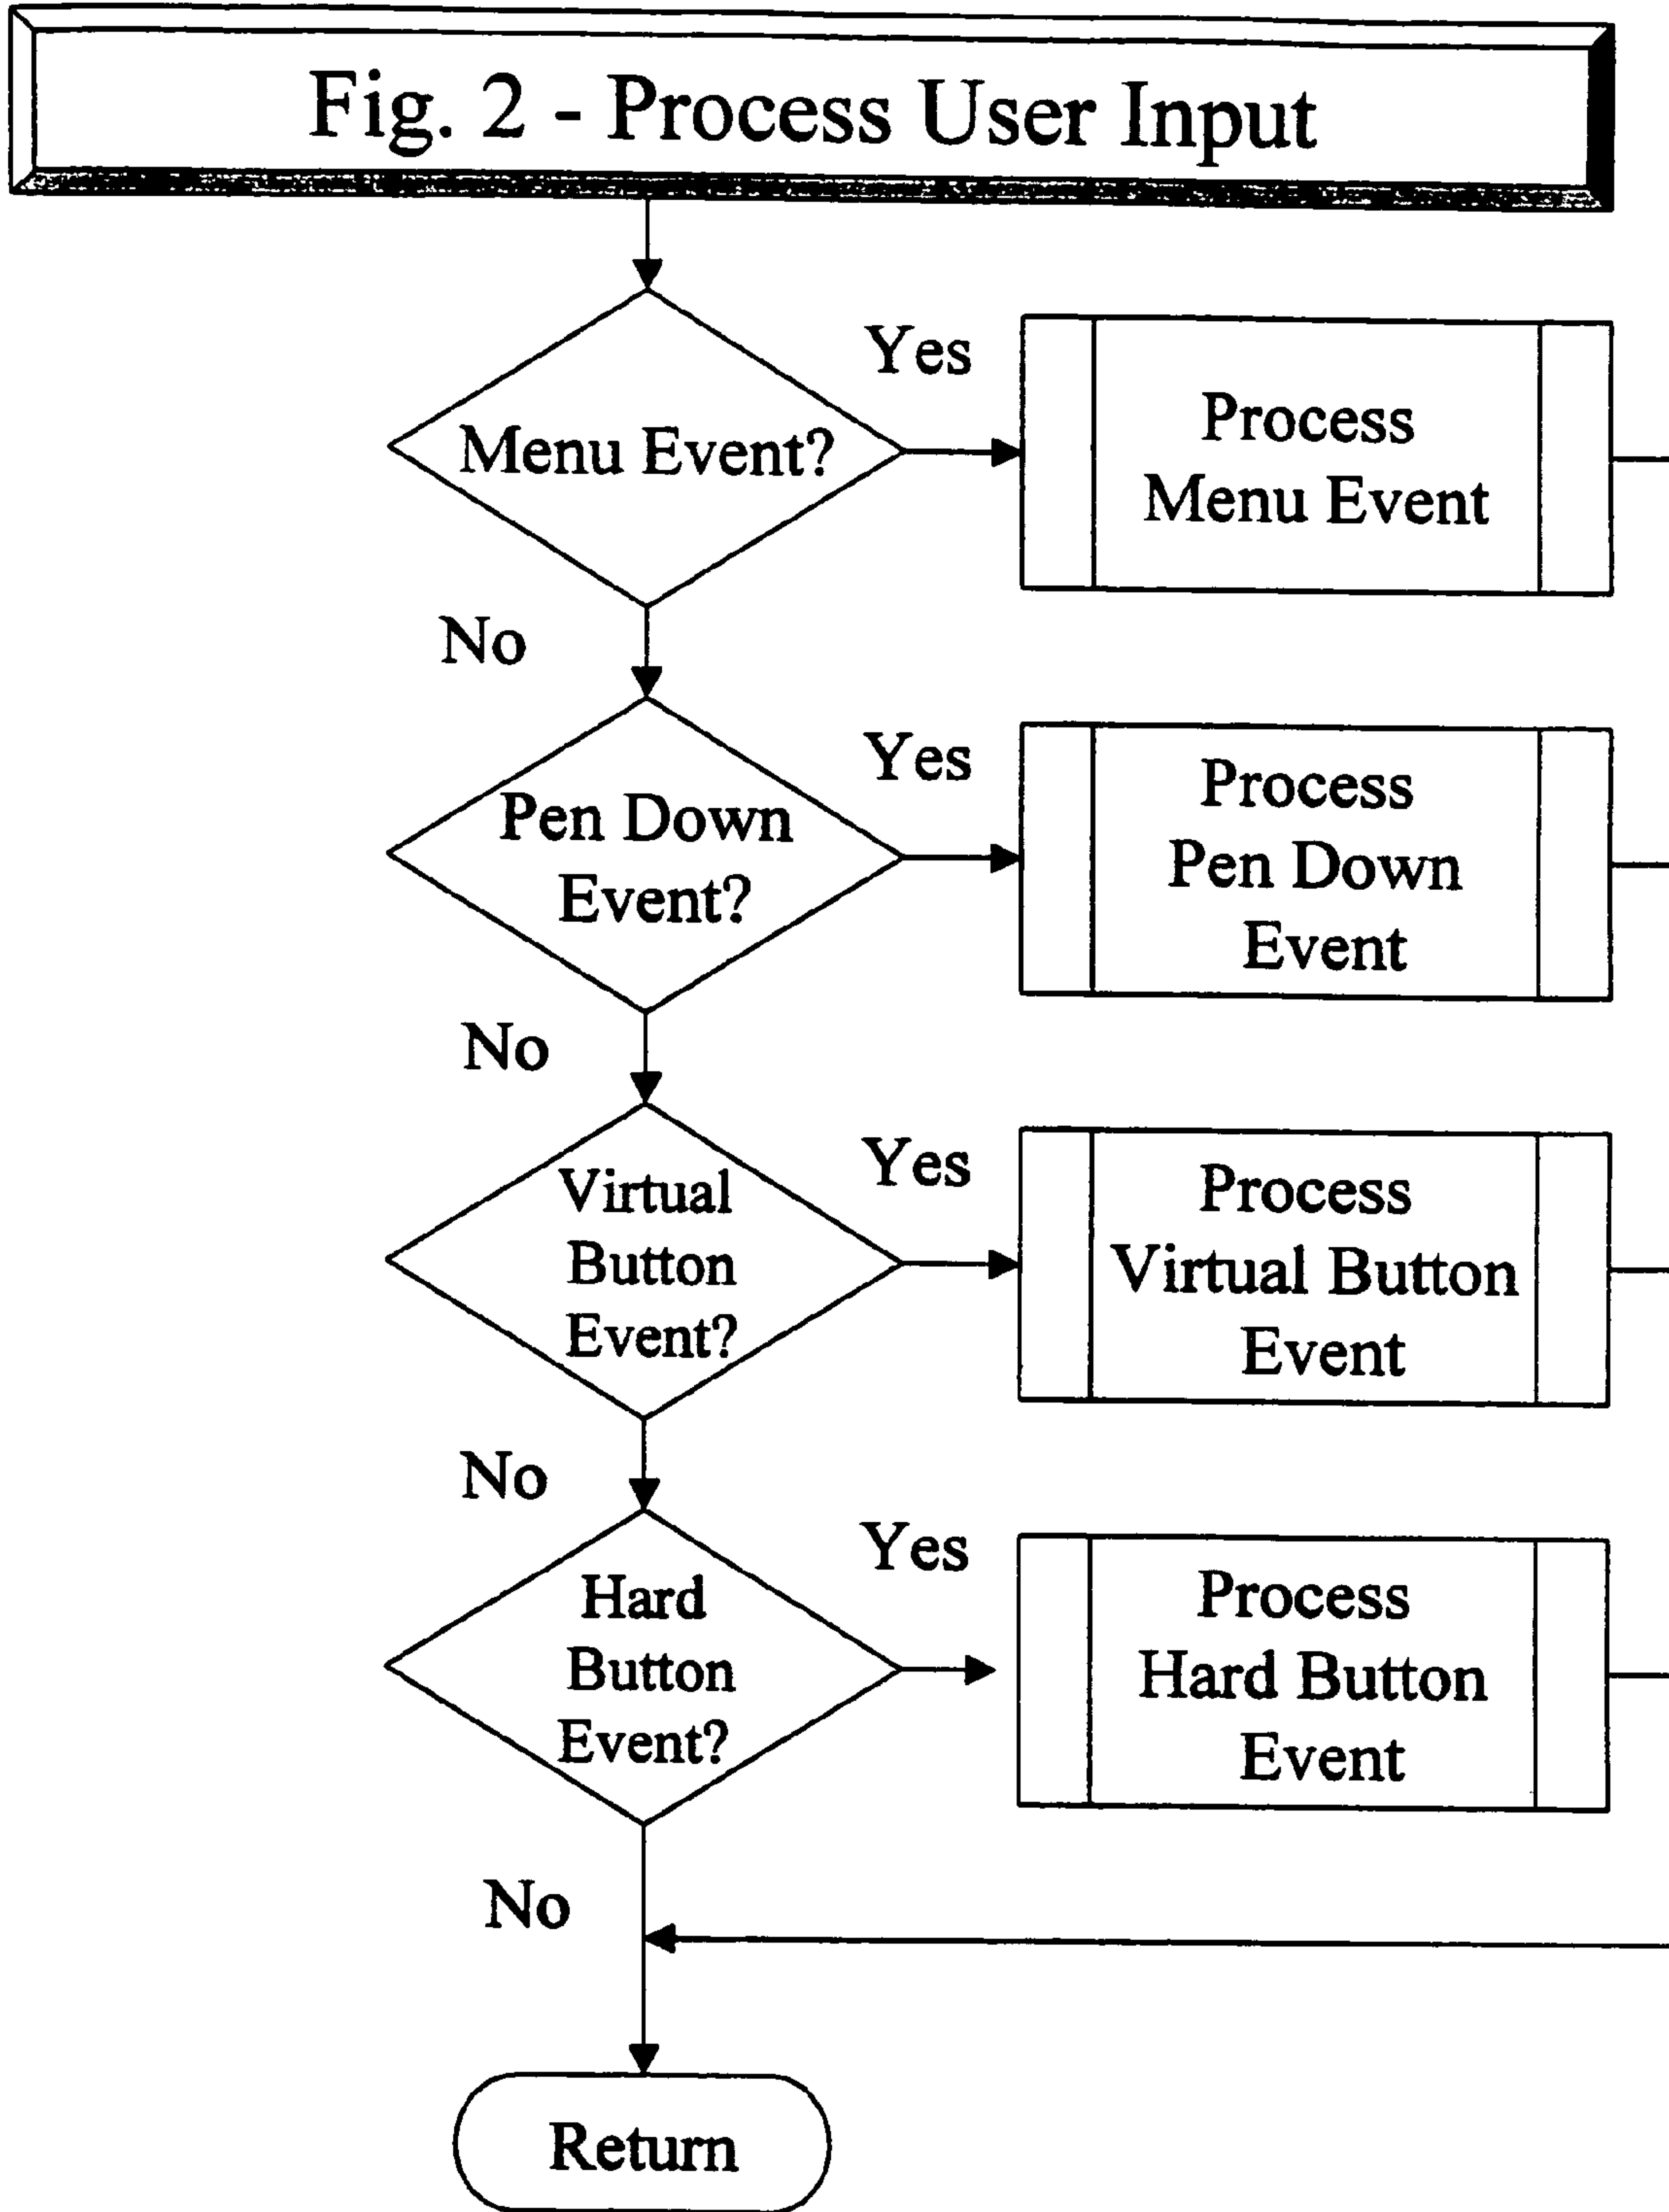 Fig. 2 - Process User Input
Yes
Menu Event?
Process
Menu Event
No
Yes
Pen Down
Event?
Process
Pen Down
Event
No
Yes
Virtual
Button
Event?
Process
Virtual Button
Event
No
Yes
Hard
Button
Event?
Process
Hard Button
Event
No
Return